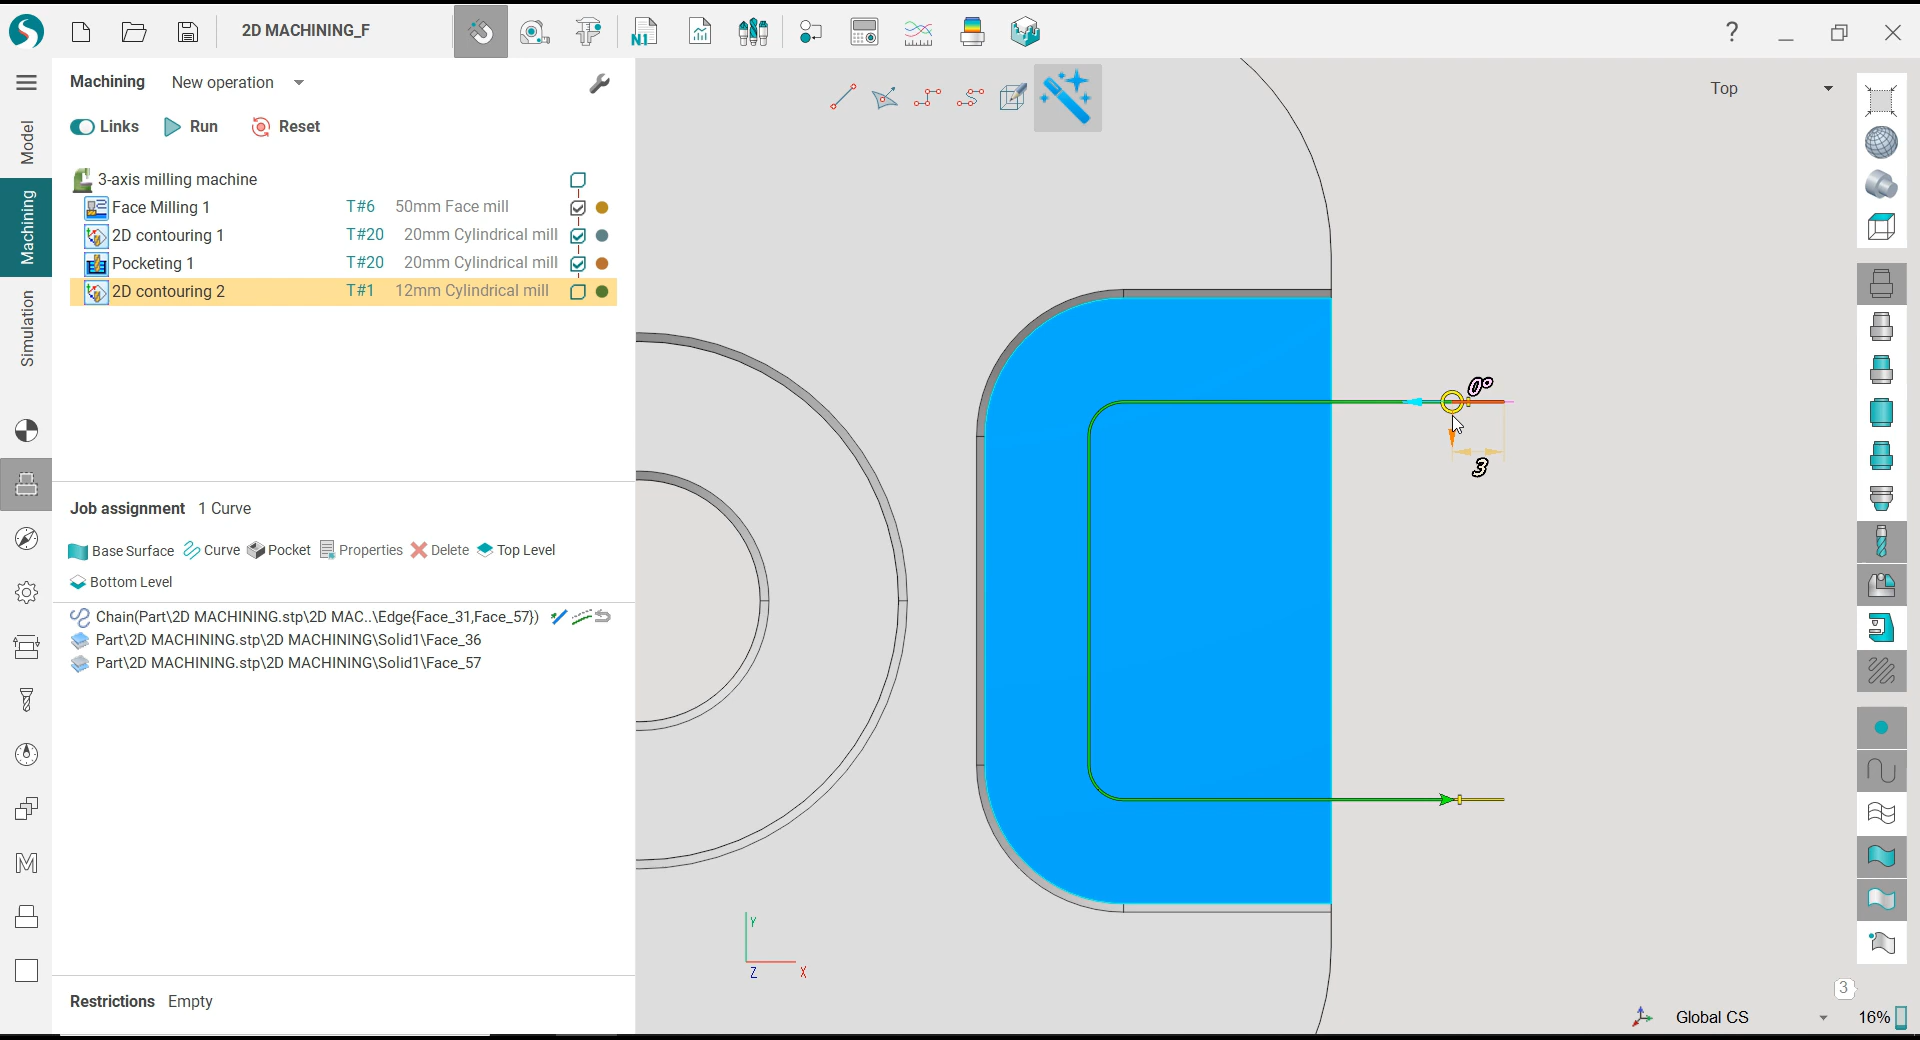 2D MACHINING_F
N1
?
Machining New operation
Links Run Reset
Model
Machining
Simulation
3-axis milling machine
Face Milling 1 T#6 50mm Face mill
2D contouring 1 T#20 20mm Cylindrical mill
Pocketing 1 T#20 20mm Cylindrical mill
2D contouring 2 T#1 12mm Cylindrical mill
Job assignment 1 Curve
Base Surface Curve Pocket Properties Delete Top Level
Bottom Level
Chain(Part\2D MACHINING.stp\2D MAC..\Edge{Face_31,Face_57})
Part\2D MACHINING.stp\2D MACHINING\Solid1\Face_36
Part\2D MACHINING.stp\2D MACHINING\Solid1\Face_57
M
Restrictions Empty
Top
0°
3
Y
Z X
3
Global CS 16%